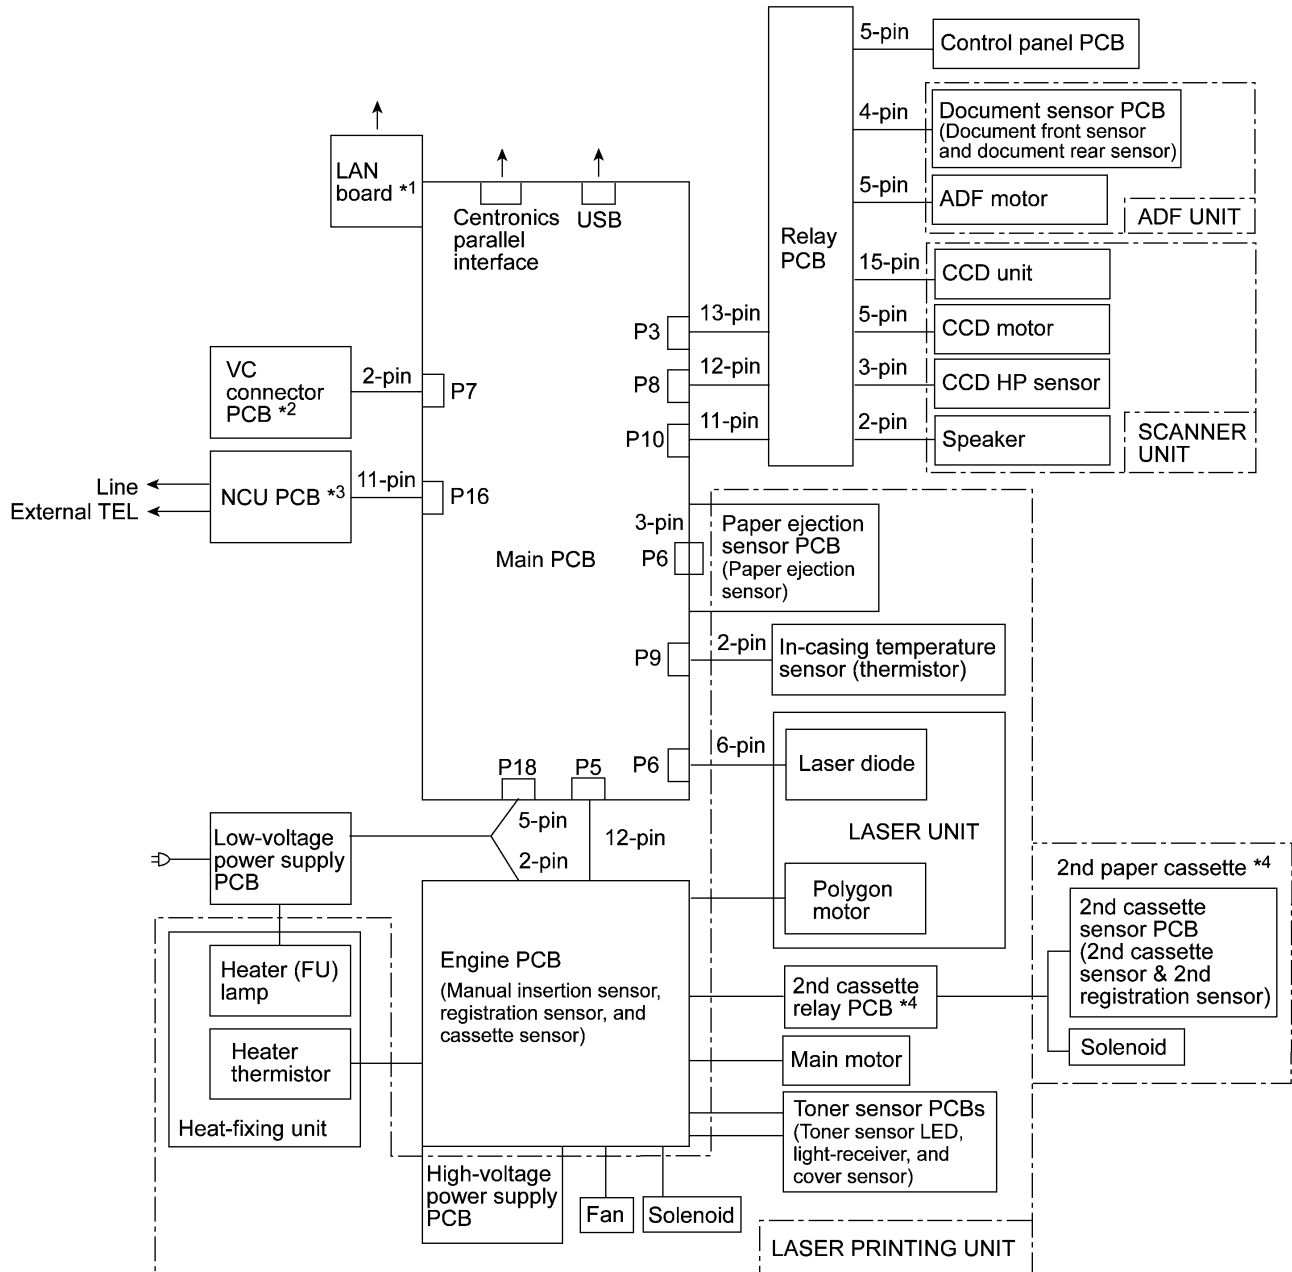 5-pin
Control panel PCB
4-pin
Document sensor PCB
(Document front sensor
and document rear sensor)
5-pin
ADF motor
ADF UNIT
LAN
board *1
Centronics
parallel
interface
USB
Relay
PCB
15-pin
CCD unit
5-pin
CCD motor
3-pin
CCD HP sensor
2-pin
Speaker
SCANNER
UNIT
P3
13-pin
P8
12-pin
P10
11-pin
VC
connector
PCB *2
2-pin
P7
Line
External TEL
NCU PCB *3
11-pin
P16
Main PCB
3-pin
P6
Paper ejection
sensor PCB
(Paper ejection
sensor)
P9
2-pin
In-casing temperature
sensor (thermistor)
P6
6-pin
Laser diode
LASER UNIT
Polygon
motor
P18
P5
5-pin
2-pin
12-pin
Low-voltage
power supply
PCB
Heater (FU)
lamp
Heater
thermistor
Heat-fixing unit
Engine PCB
(Manual insertion sensor,
registration sensor, and
cassette sensor)
2nd cassette
relay PCB *4
2nd paper cassette *4
2nd cassette
sensor PCB
(2nd cassette
sensor & 2nd
registration sensor)
Solenoid
Main motor
Toner sensor PCBs
(Toner sensor LED,
light-receiver, and
cover sensor)
High-voltage
power supply
PCB
Fan
Solenoid
LASER PRINTING UNIT